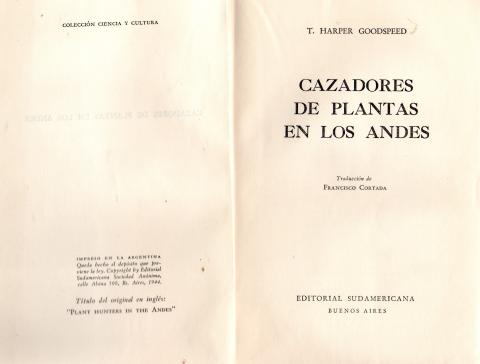 COLECCIÓN CIENCIA Y CULTURA
IMPRESO EN LA ARGENTINA
Queda hecho el depósito que pre-
viene la ley. Copyright by Editorial
Sudamericana Sociedad Anónima,
calle Alsina 500, Bs. Aires, 1944.
Título del original en inglés:
"PLANT HUNTERS IN THE ANDES"
T. HARPER GOODSPEED
CAZADORES
DE PLANTAS
EN LOS ANDES
Traducción de
FRANCISCO CORTADA
EDITORIAL SUDAMERICANA
BUENOS AIRES